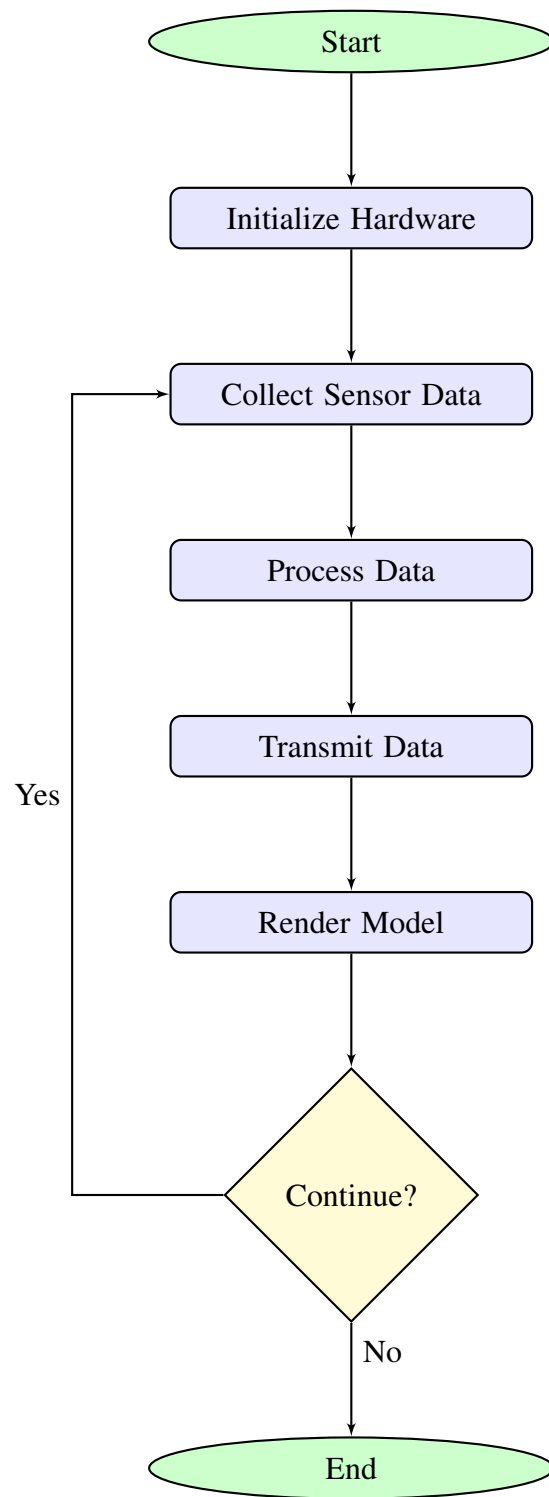 Start
Initialize Hardware
Collect Sensor Data
Process Data
Transmit Data
Yes
Render Model
Continue?
No
End